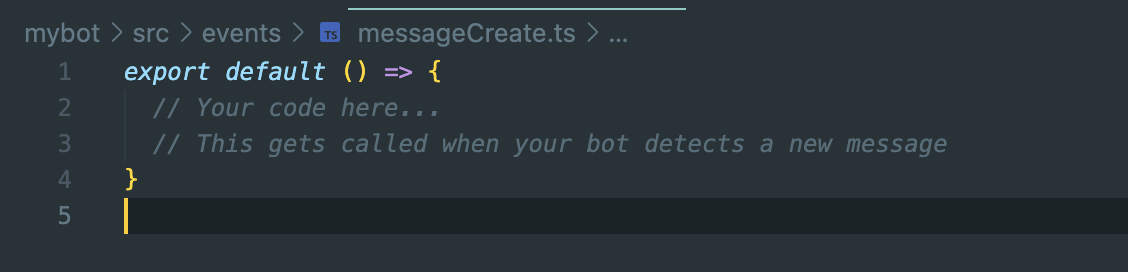 mybot > src > events > TS messageCreate.ts > ...
1 export default () => {
2 // Your code here...
3 // This gets called when your bot detects a new message
4 }
5